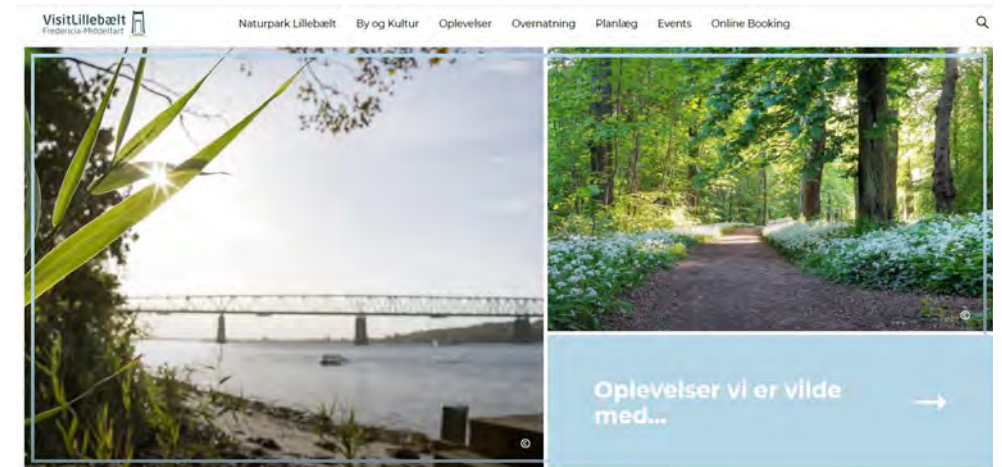 VisitLillebælt
Fredericia-Middelfart
Naturpark Lillebælt By og Kultur Oplevelser Overnatning Planlæg Events Online Booking
©
©
Oplevelser vi er vilde
med...